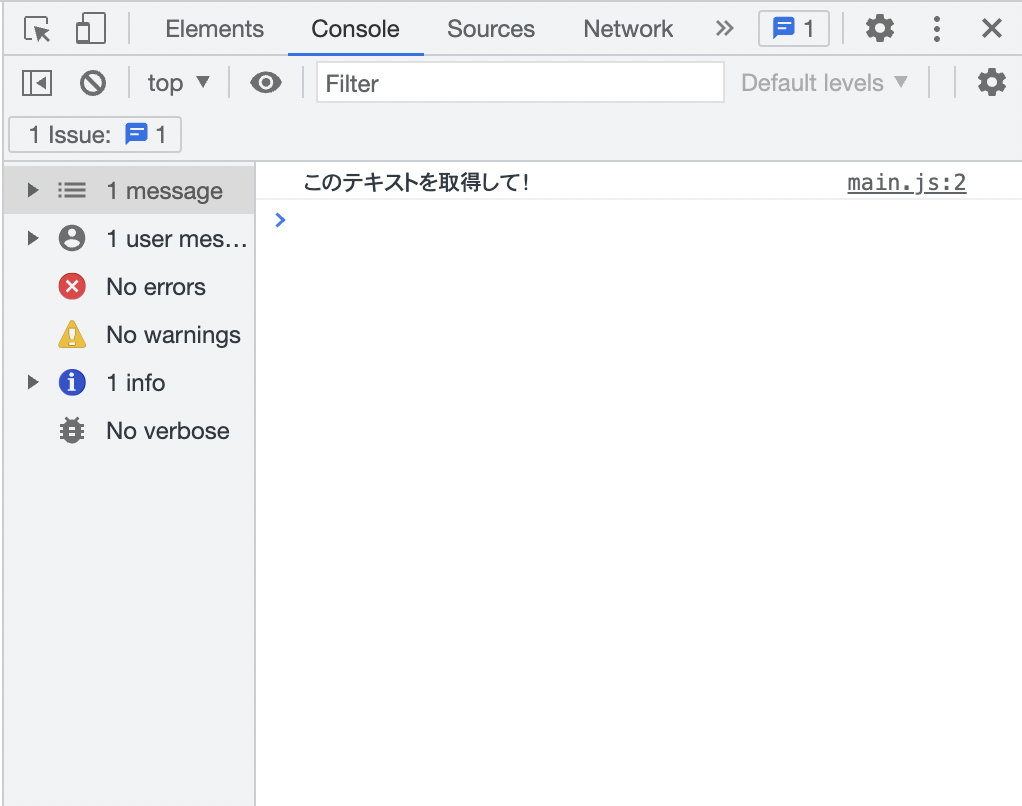 Elements Console Sources Network » 1
top Filter Default levels
1 Issue: 1
1 message
このテキストを取得して! main.js:2
1 user mes…
No errors
No warnings
1 info
No verbose